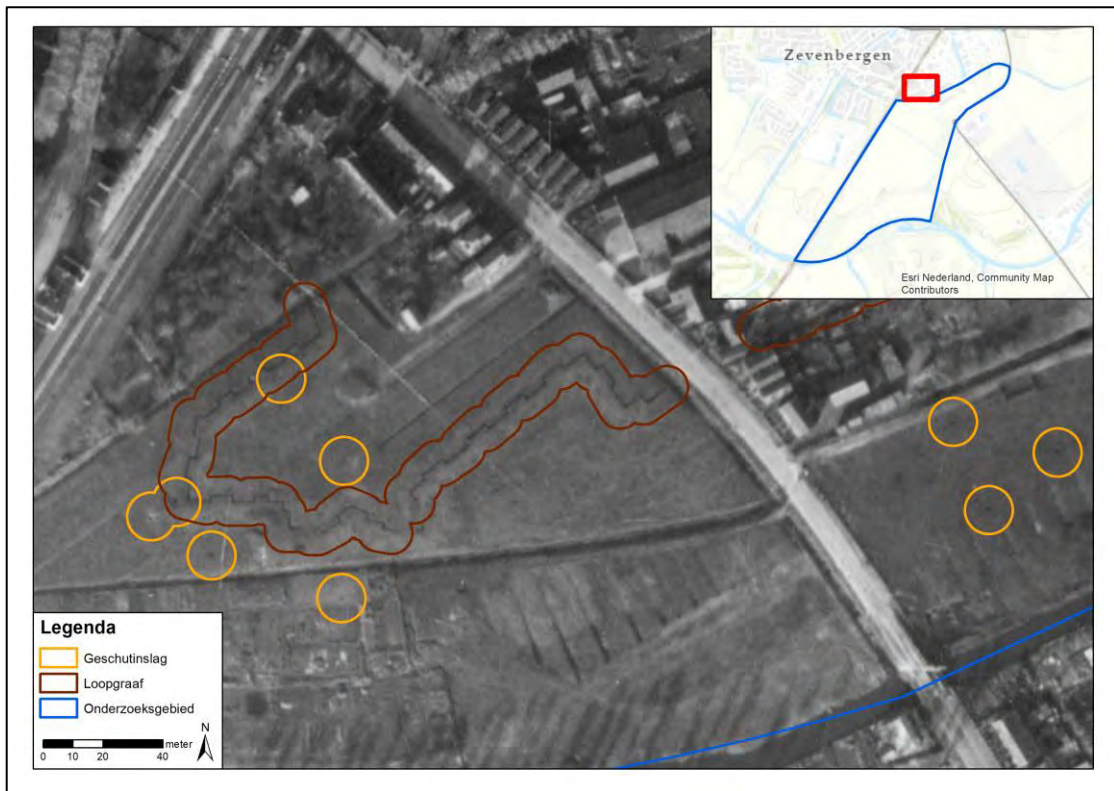 Zevenbergen
Esri Nederland, Community Map
Contributors
Legenda
Geschutinslag
Loopgraaf
Onderzoeksgebied
N
meter
0 10 20 40